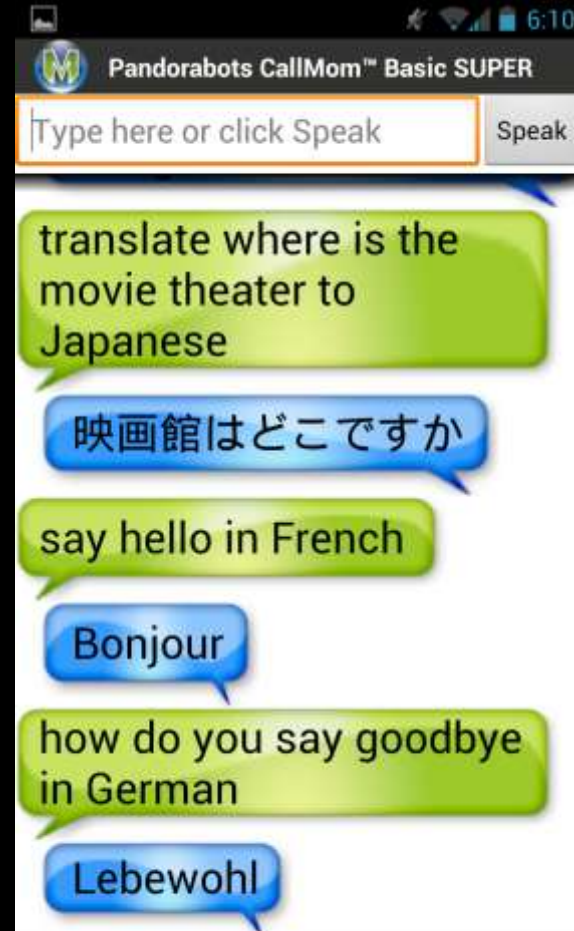 6:10
Pandorabots CallMom™ Basic SUPER
Type here or click Speak
Speak
translate where is the
movie theater to
Japanese
映画館はどこですか
say hello in French
Bonjour
how do you say goodbye
in German
Lebewohl